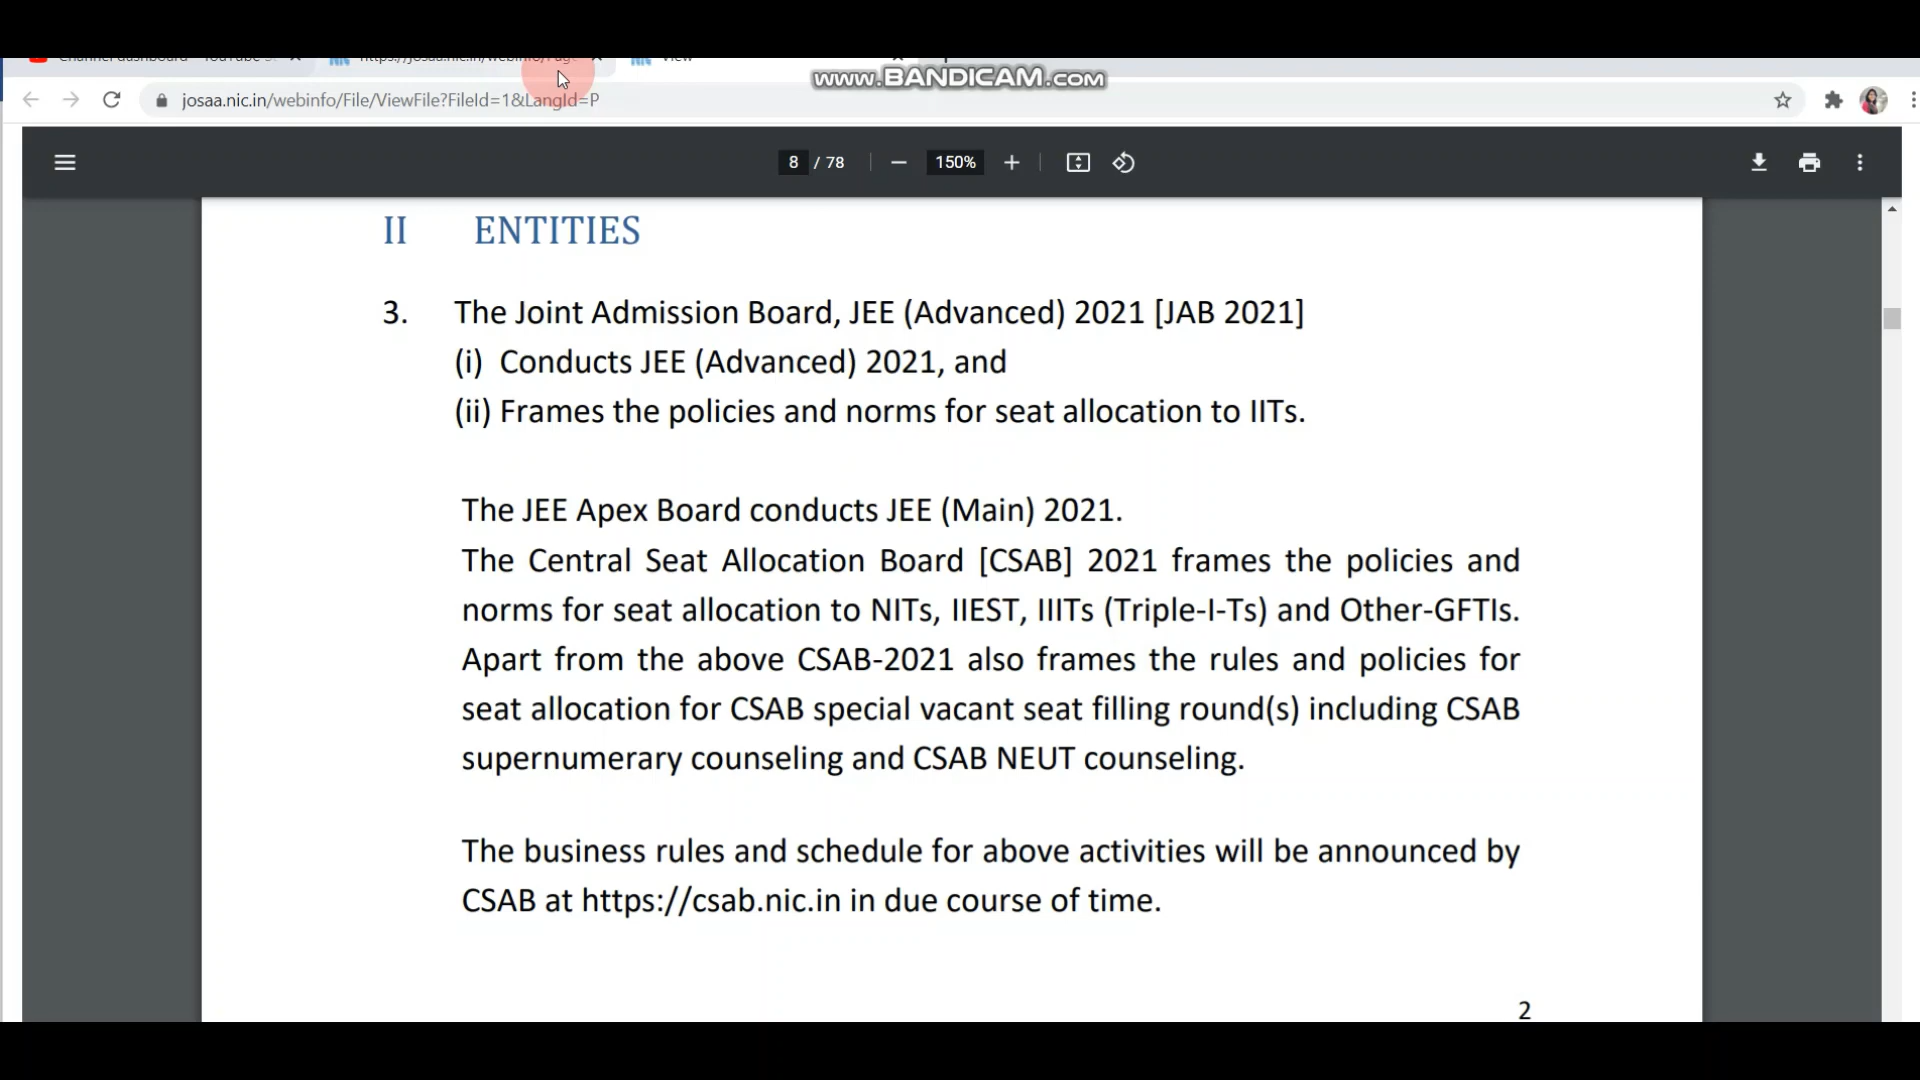 www.BANDICAM.com
josaa.nic.in/webinfo/File/ViewFile?FileId=1&LangId=P
8 / 78
150%
II ENTITIES
3. The Joint Admission Board, JEE (Advanced) 2021 [JAB 2021]
(i) Conducts JEE (Advanced) 2021, and
(ii) Frames the policies and norms for seat allocation to IITs.
The JEE Apex Board conducts JEE (Main) 2021.
The Central Seat Allocation Board [CSAB] 2021 frames the policies and
norms for seat allocation to NITs, IIEST, IIITs (Triple-I-Ts) and Other-GFTIs.
Apart from the above CSAB-2021 also frames the rules and policies for
seat allocation for CSAB special vacant seat filling round(s) including CSAB
supernumerary counseling and CSAB NEUT counseling.
The business rules and schedule for above activities will be announced by
CSAB at https://csab.nic.in in due course of time.
2